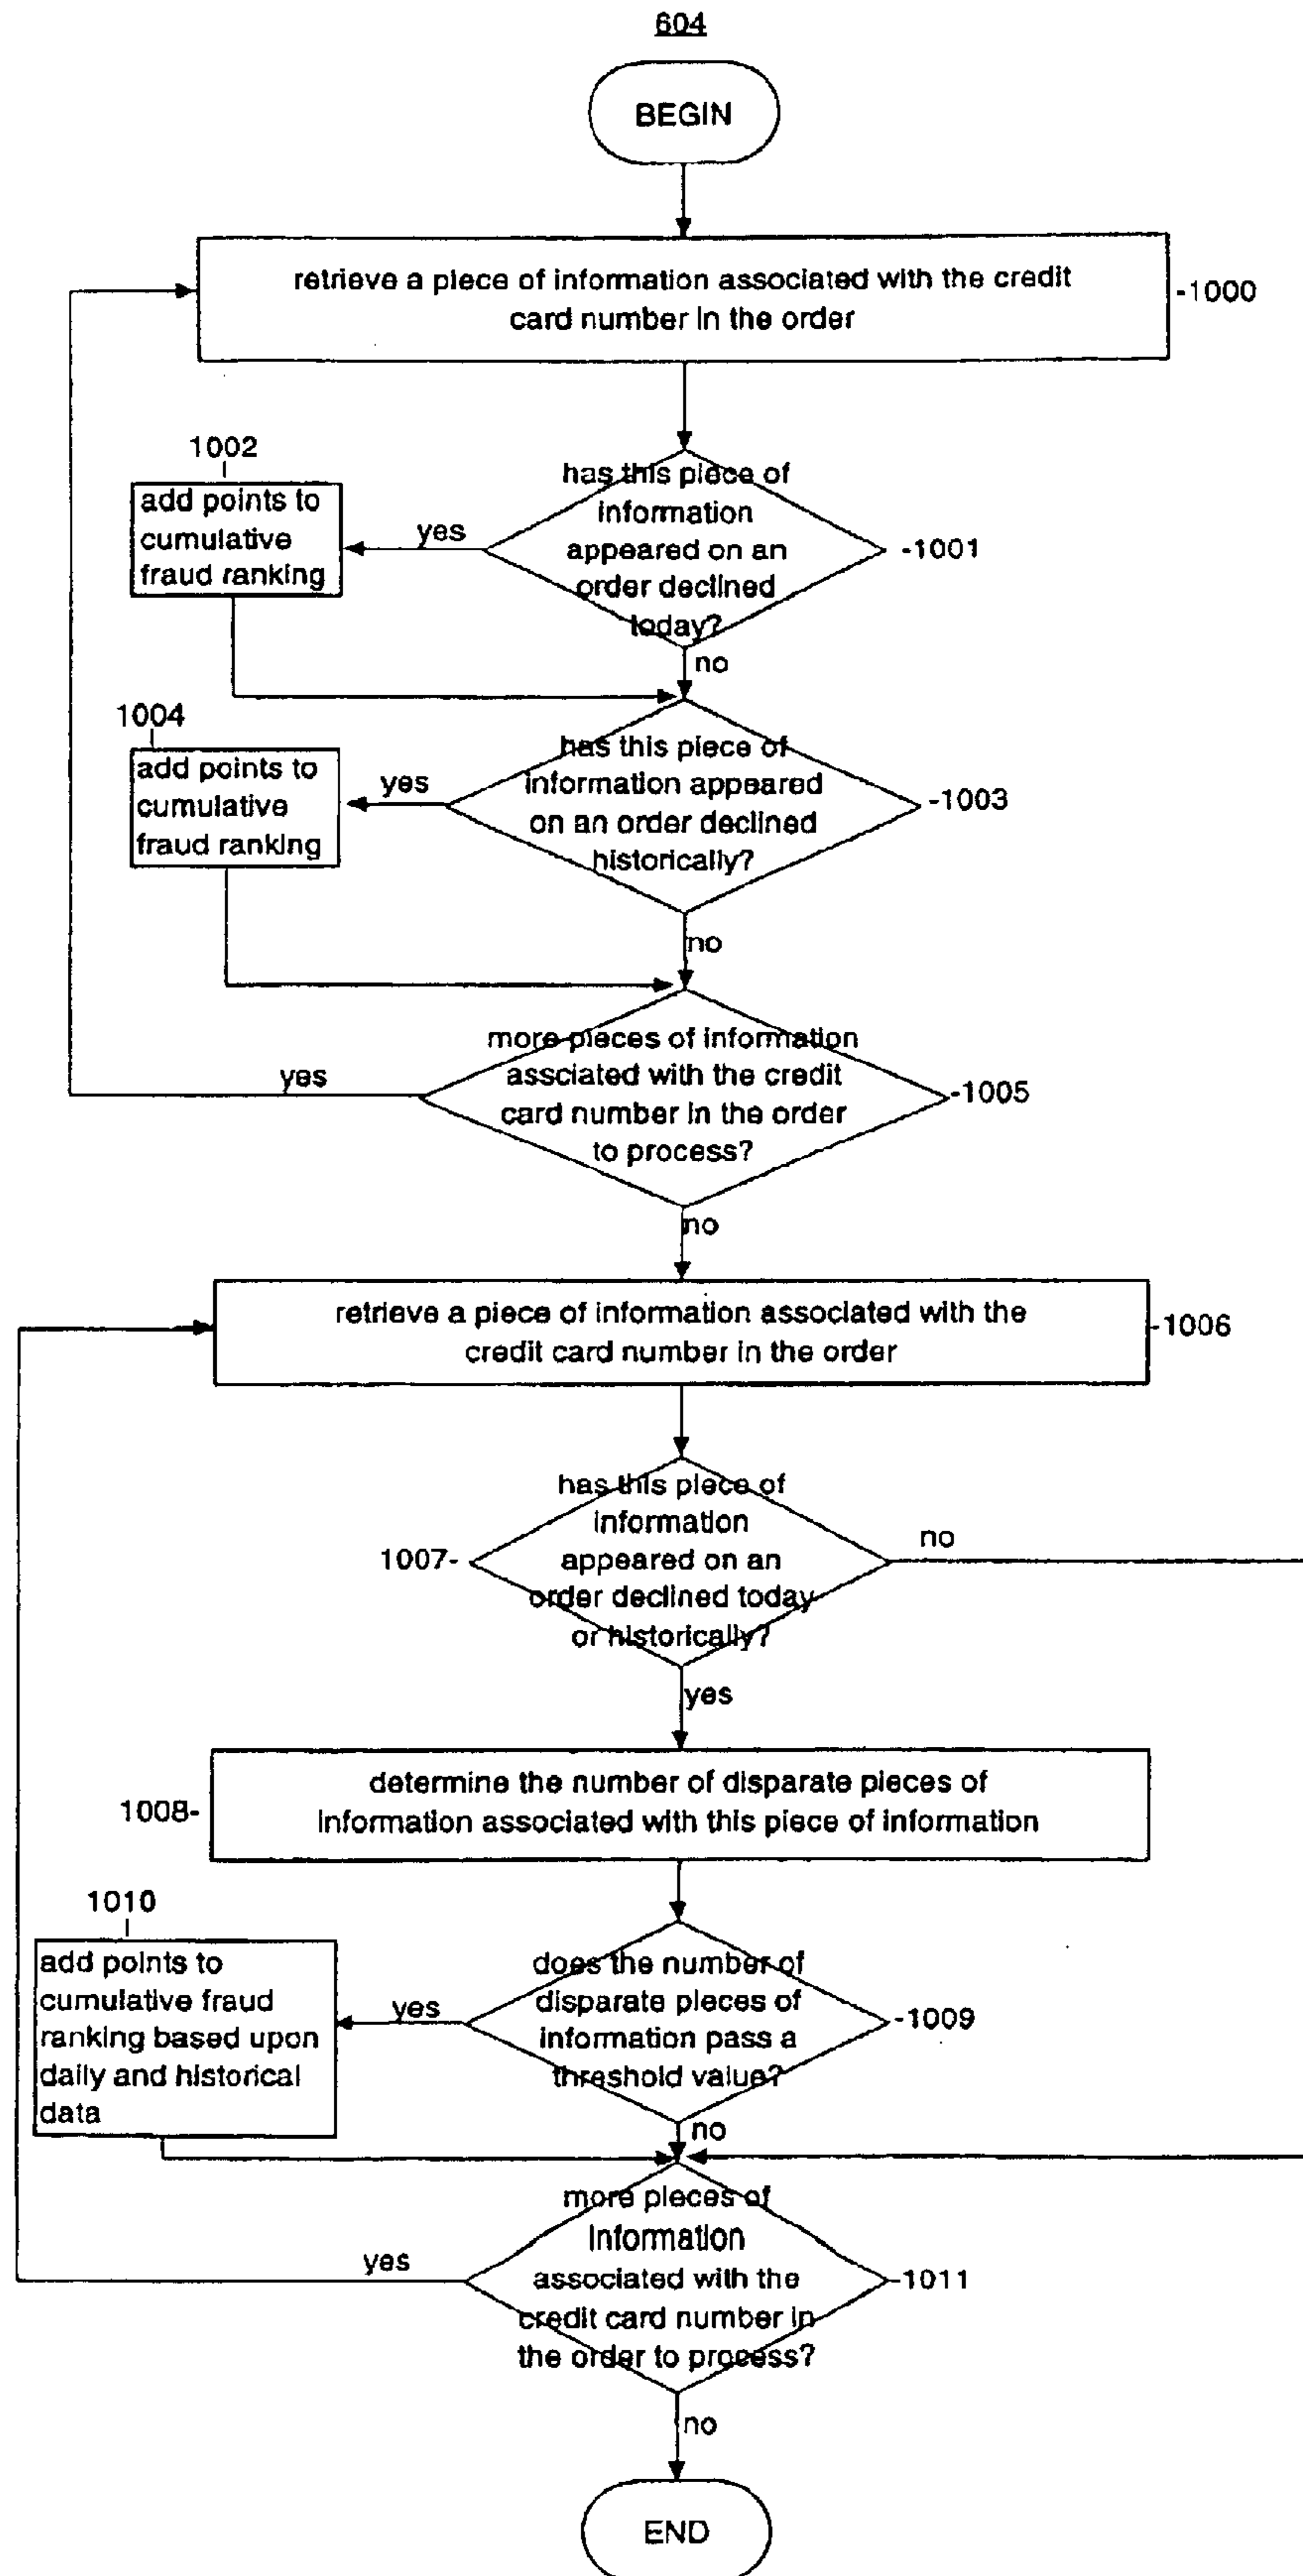 604
BEGIN
retrieve a piece of information associated with the credit
card number in the order
-1000
1002
add points to
cumulative
fraud ranking
yes
has this piece of
information
appeared on an
order declined
today?
-1001
no
1004
add points to
cumulative
fraud ranking
yes
has this piece of
information appeared
on an order declined
historically?
-1003
no
more pieces of information
assciated with the credit
card number in the order
to process?
-1005
yes
no
retrieve a piece of information associated with the
credit card number in the order
-1006
has this piece of
information
appeared on an
order declined today
or historically?
1007-
no
yes
determine the number of disparate pieces of
information associated with this piece of information
1008-
1010
add points to
cumulative fraud
ranking based upon
daily and historical
data
yes
does the number of
disparate pieces of
information pass a
threshold value?
-1009
no
more pieces of
information
associated with the
credit card number in
the order to process?
-1011
yes
no
END